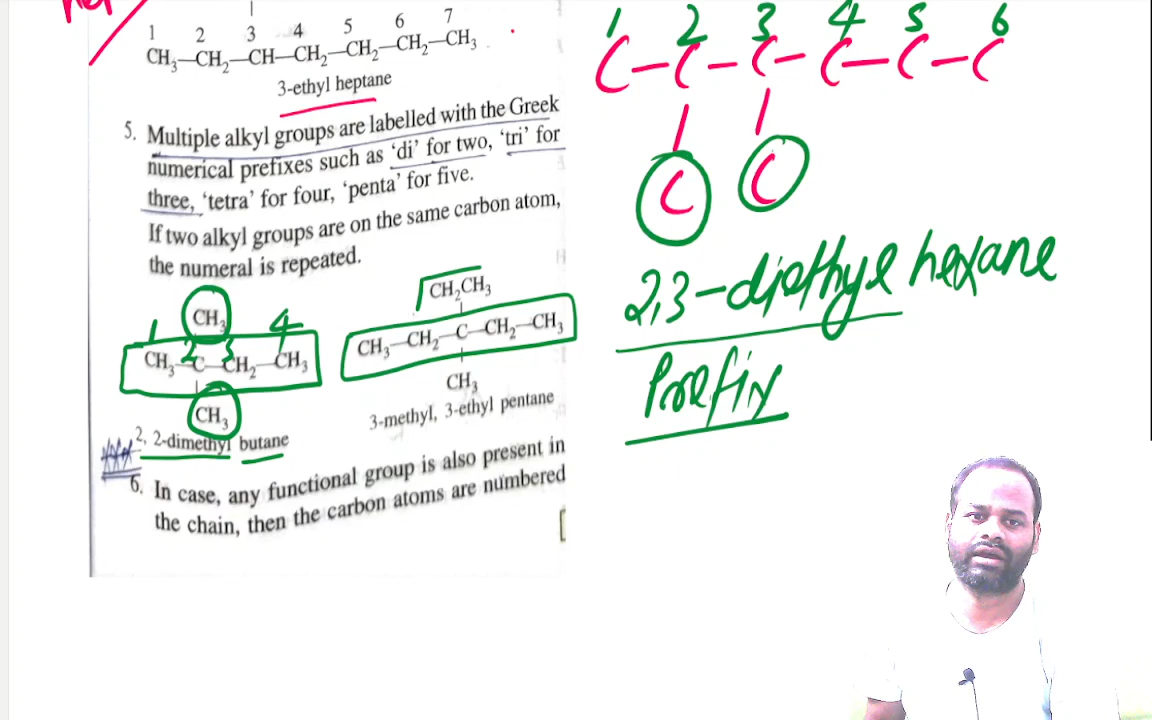 1 2 3 4 5 6 7
CH₃—CH₂—CH—CH₂—CH₂—CH₂—CH₃
3-ethyl heptane
5. Multiple alkyl groups are labelled with the Greek
numerical prefixes such as 'di' for two, 'tri' for
three, 'tetra' for four, 'penta' for five.
If two alkyl groups are on the same carbon atom,
the numeral is repeated.
CH₃
1 2 3 4
CH₃—C—CH₂—CH₃
CH₃
2, 2-dimethyl butane
CH₂CH₃
CH₃—CH₂—C—CH₂—CH₃
CH₃
3-methyl, 3-ethyl pentane
6. In case, any functional group is also present in
the chain, then the carbon atoms are numbered
1 2 3 4 5 6
C—C—C—C—C—C
C C
2,3-diethyl hexane
Prefix